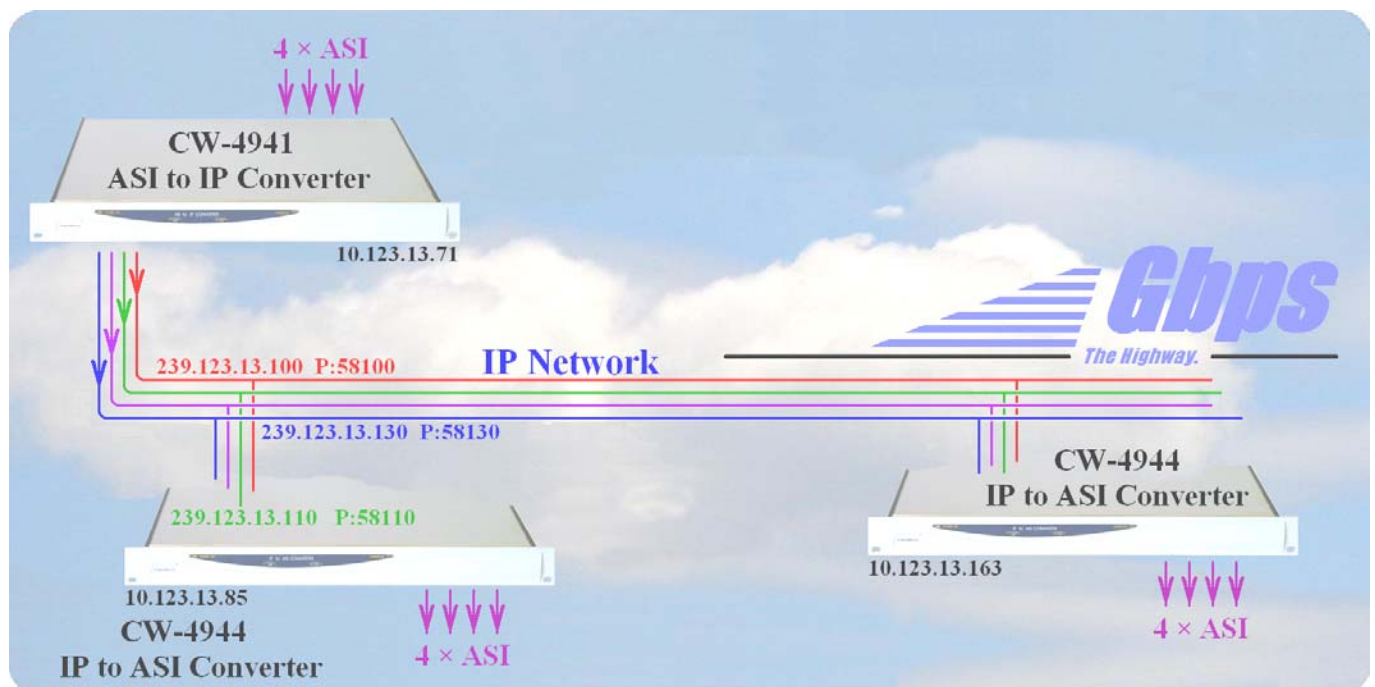 4 × ASI
CW-4941
ASI to IP Converter
10.123.13.71
Gbps
The Highway.
239.123.13.100 P:58100
IP Network
239.123.13.130 P:58130
CW-4944
IP to ASI Converter
239.123.13.110 P:58110
10.123.13.163
10.123.13.85
CW-4944
IP to ASI Converter
4 × ASI
4 × ASI